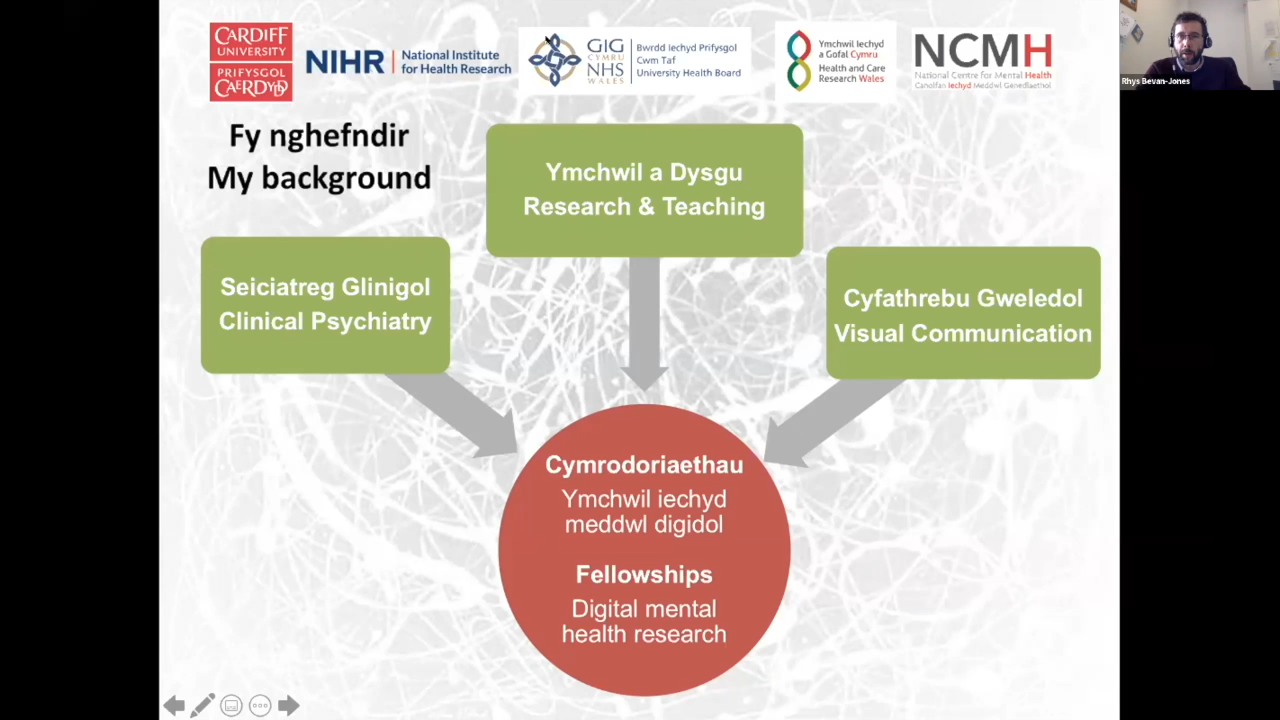 CARDIFF
UNIVERSITY
PRIFYSGOL
CAERDYDD
NIHR | National Institute
for Health Research
GIG
CYMRU
NHS
WALES
Bwrdd Iechyd Prifysgol
Cwm Taf
University Health Board
Ymchwil Iechyd
a Gofal Cymru
Health and Care
Research Wales
NCMH
National Centre for Mental Health
Canolfan Iechyd Meddwl Genedlaethol
Rhys Bevan-Jones
Fy nghefndir
My background
Ymchwil a Dysgu
Research & Teaching
Seiciatreg Glinigol
Clinical Psychiatry
Cyfathrebu Gweledol
Visual Communication
Cymrodoriaethau
Ymchwil iechyd
meddwl digidol
Fellowships
Digital mental
health research